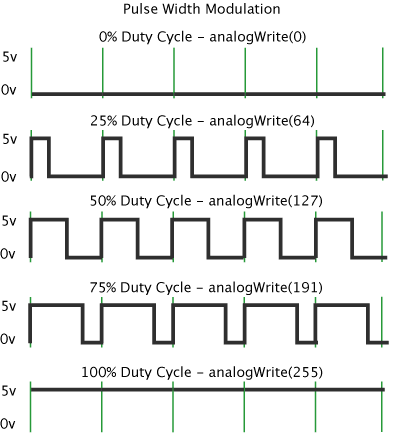 Pulse Width Modulation
0% Duty Cycle – analogWrite(0)
5v
0v
25% Duty Cycle – analogWrite(64)
5v
0v
50% Duty Cycle – analogWrite(127)
5v
0v
75% Duty Cycle – analogWrite(191)
5v
0v
100% Duty Cycle – analogWrite(255)
5v
0v